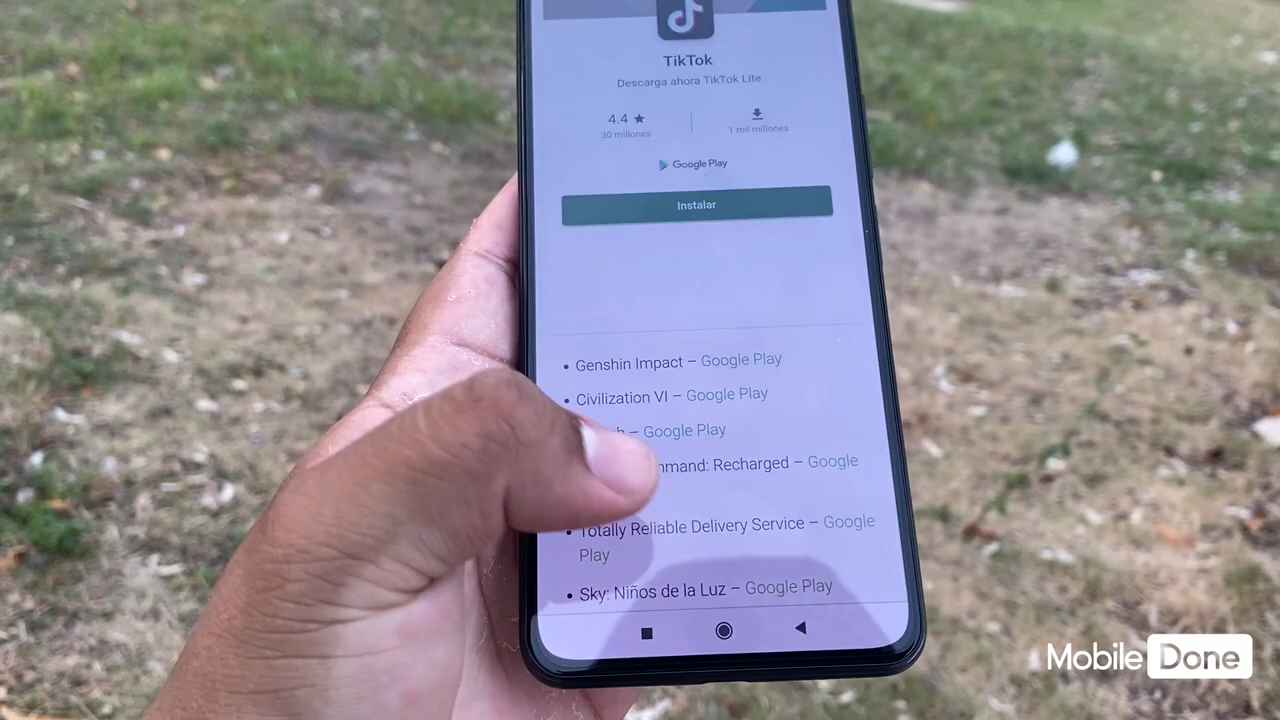 TikTok
Descarga ahora TikTok Lite
4.4 ★
30 millones
1 mil millones
Google Play
Instalar
• Genshin Impact – Google Play
• Civilization VI – Google Play
– Google Play
Recharged – Google
• Totally Reliable Delivery Service – Google
Play
• Sky: Niños de la Luz – Google Play
Mobile Done